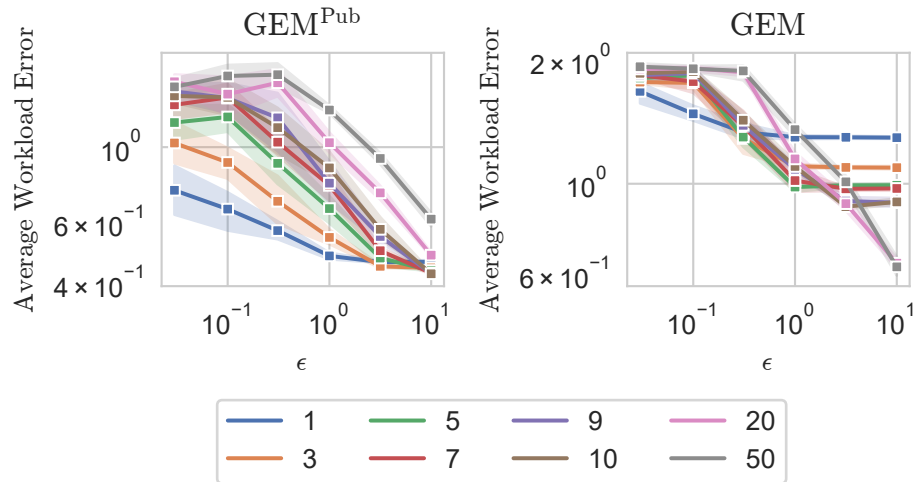 GEM^Pub
Average Workload Error
10^0
6 × 10^−1
4 × 10^−1
10^−1
10^0
10^1
ϵ
GEM
Average Workload Error
2 × 10^0
10^0
6 × 10^−1
10^−1
10^0
10^1
ϵ
1 5 9 20
3 7 10 50